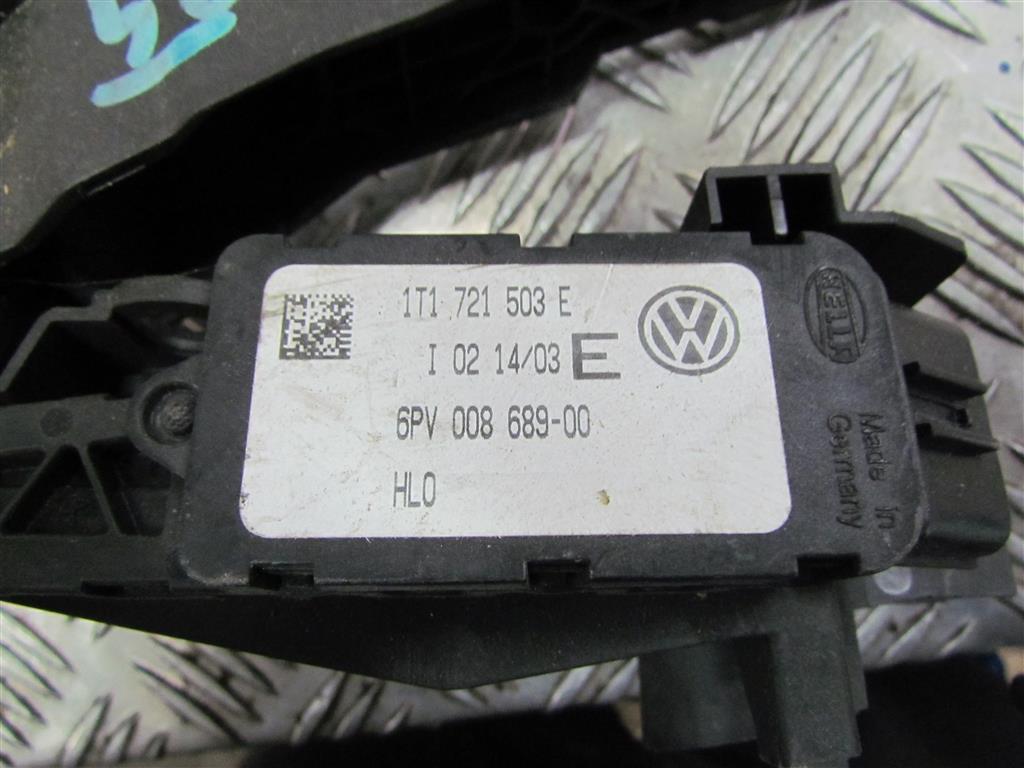 1T1 721 503 E
I 02 14/03 E
6PV 008 689-00
HLO
HELLA
Made in
Germany